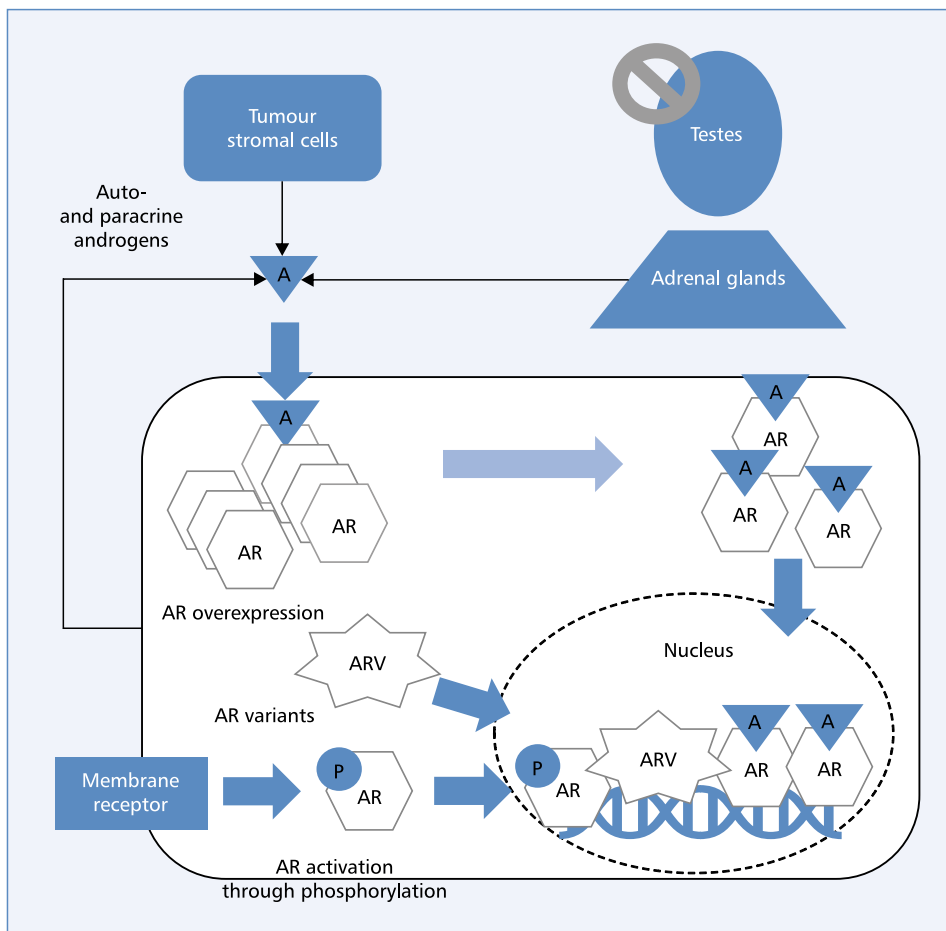 Tumour
stromal cells
Testes
Auto-
and paracrine
androgens
A
Adrenal glands
A
A
AR
A
A
AR
AR
AR
AR
AR overexpression
ARV
Nucleus
AR variants
A
A
Membrane
receptor
P
AR
P
AR
ARV
AR
AR
AR activation
through phosphorylation